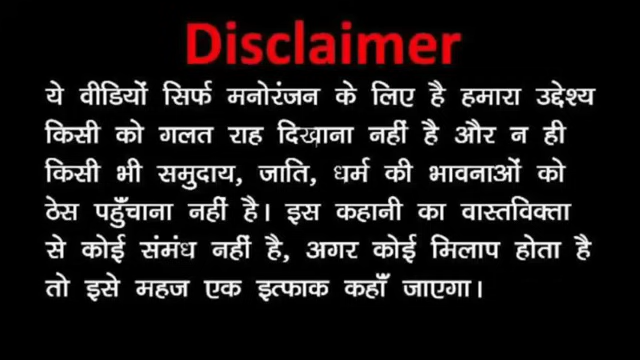 Disclaimer
ये वीडियों सिर्फ मनोरंजन के लिए है हमारा उद्देश्य
किसी को गलत राह दिखाना नहीं है और न ही
किसी भी समुदाय, जाति, धर्म की भावनाओं को
ठेस पहुँचाना नहीं है। इस कहानी का वास्तविक्ता
से कोई संमंध नहीं है, अगर कोई मिलाप होता है
तो इसे महज एक इत्फाक कहाँ जाएगा।